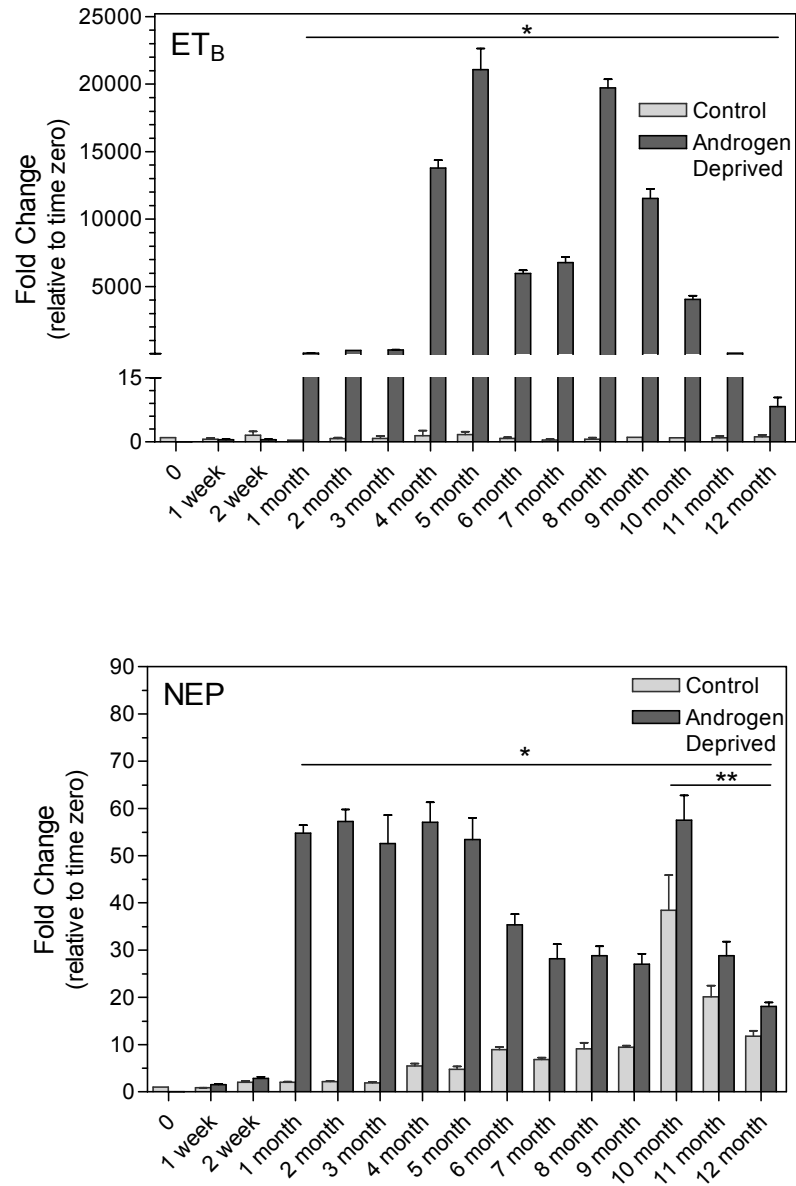 ET_B
*
Control
Androgen
Deprived
Fold Change
(relative to time zero)
25000
20000
15000
10000
5000
15
0
0
1 week
2 week
1 month
2 month
3 month
4 month
5 month
6 month
7 month
8 month
9 month
10 month
11 month
12 month
NEP
Control
Androgen
Deprived
*
**
Fold Change
(relative to time zero)
90
80
70
60
50
40
30
20
10
0
0
1 week
2 week
1 month
2 month
3 month
4 month
5 month
6 month
7 month
8 month
9 month
10 month
11 month
12 month